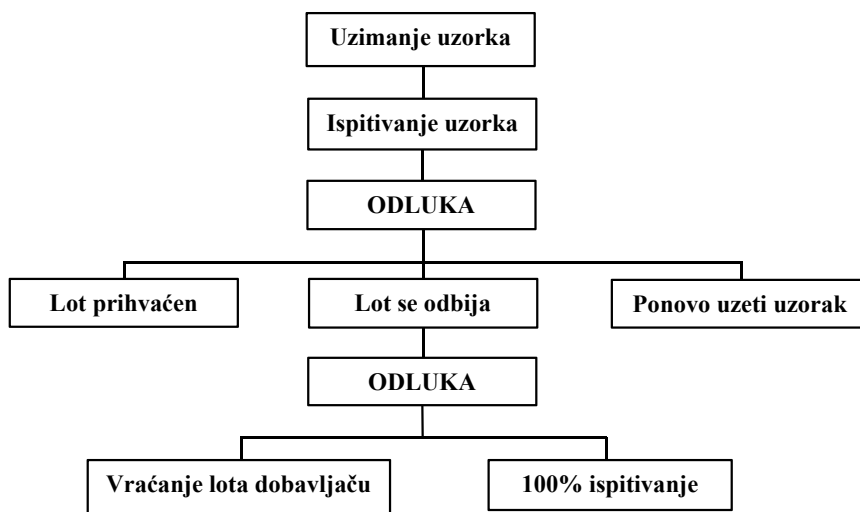 Uzimanje uzorka
Ispitivanje uzorka
ODLUKA
Lot prihvaćen
Lot se odbija
Ponovo uzeti uzorak
ODLUKA
Vraćanje lota dobavljaču
100% ispitivanje